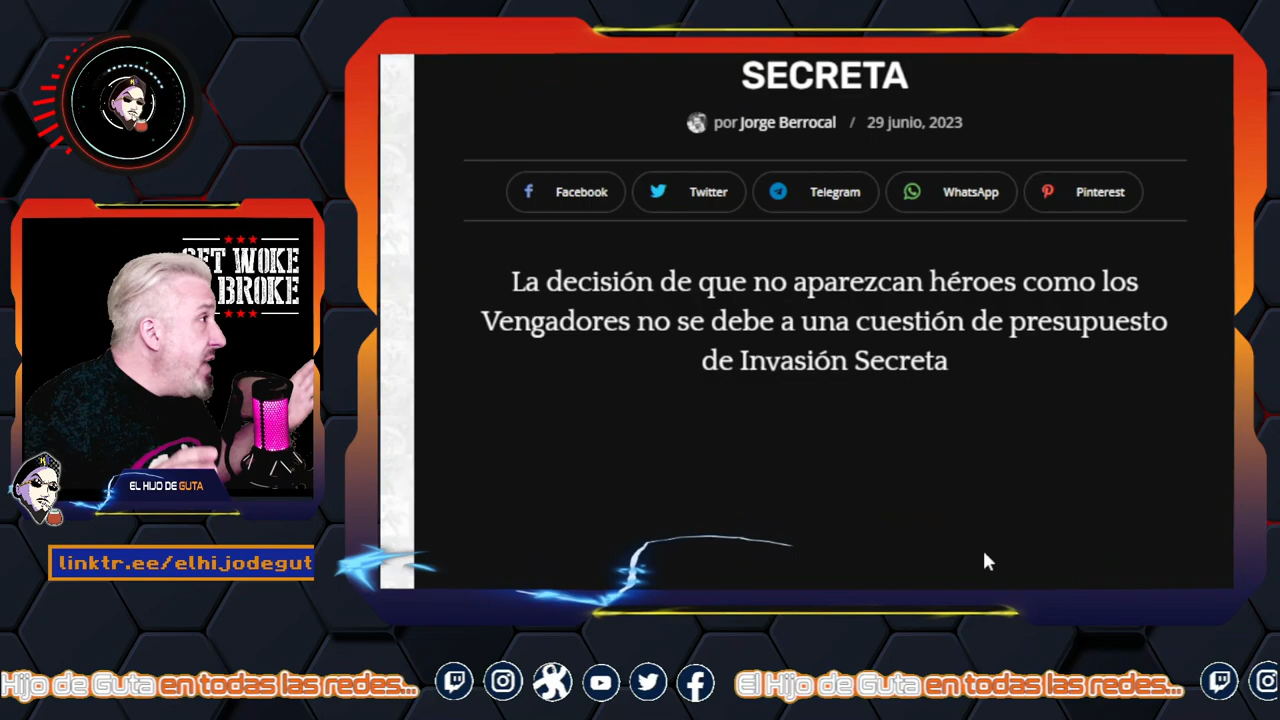 SECRETA
por Jorge Berrocal / 29 junio, 2023
Facebook Twitter Telegram WhatsApp Pinterest
La decisión de que no aparezcan héroes como los
Vengadores no se debe a una cuestión de presupuesto
de Invasión Secreta
GET WOKE
BROKE
EL HIJO DE GUTA
linktr.ee/elhijodegut
Hijo de Guta en todas las redes... El Hijo de Guta en todas las redes...